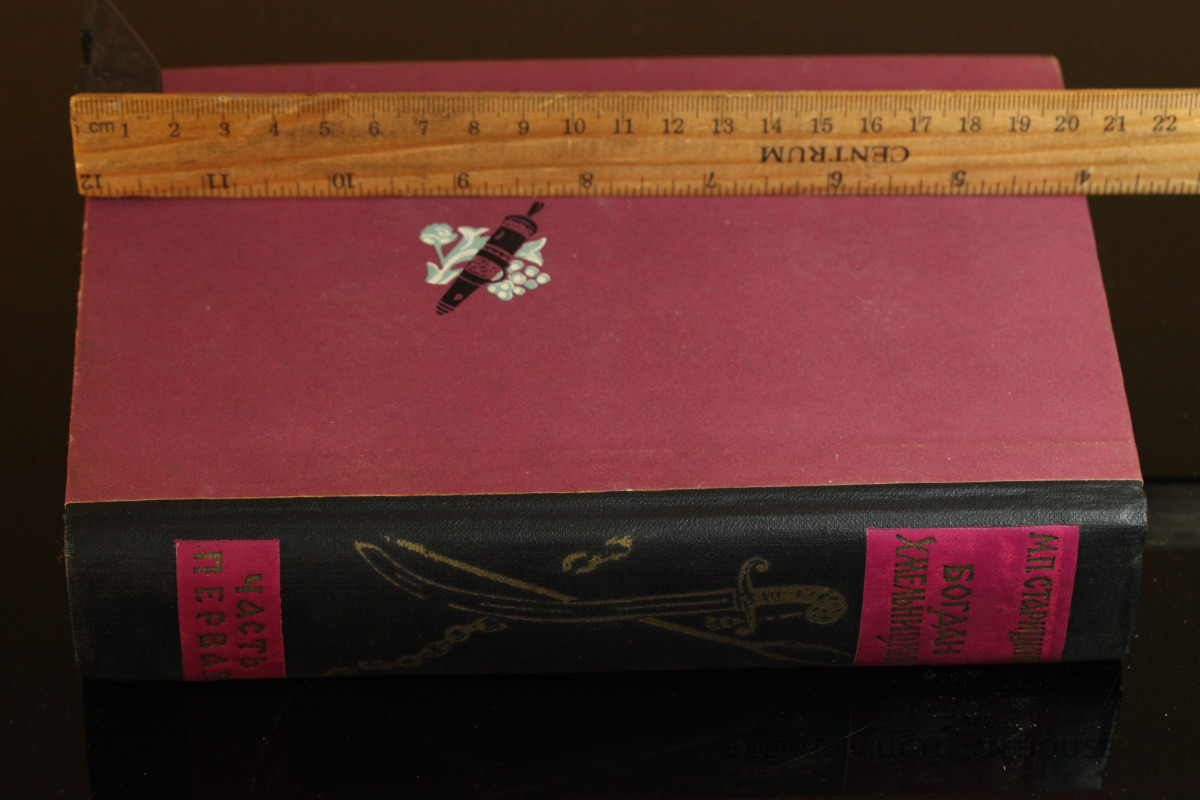 cm 1 2 3 4 5 6 7 8 9 10 11 12 13 14 15 16 17 18 19 20 21 22
CENTRUM
12 11 10 9 8 7 6 5 4
М.П. СТАРИЦКИЙ
БОГДАН
ХМЕЛЬНИЦКИЙ
ЧАСТЬ
ПЕРВАЯ
AUCTION HOUSE